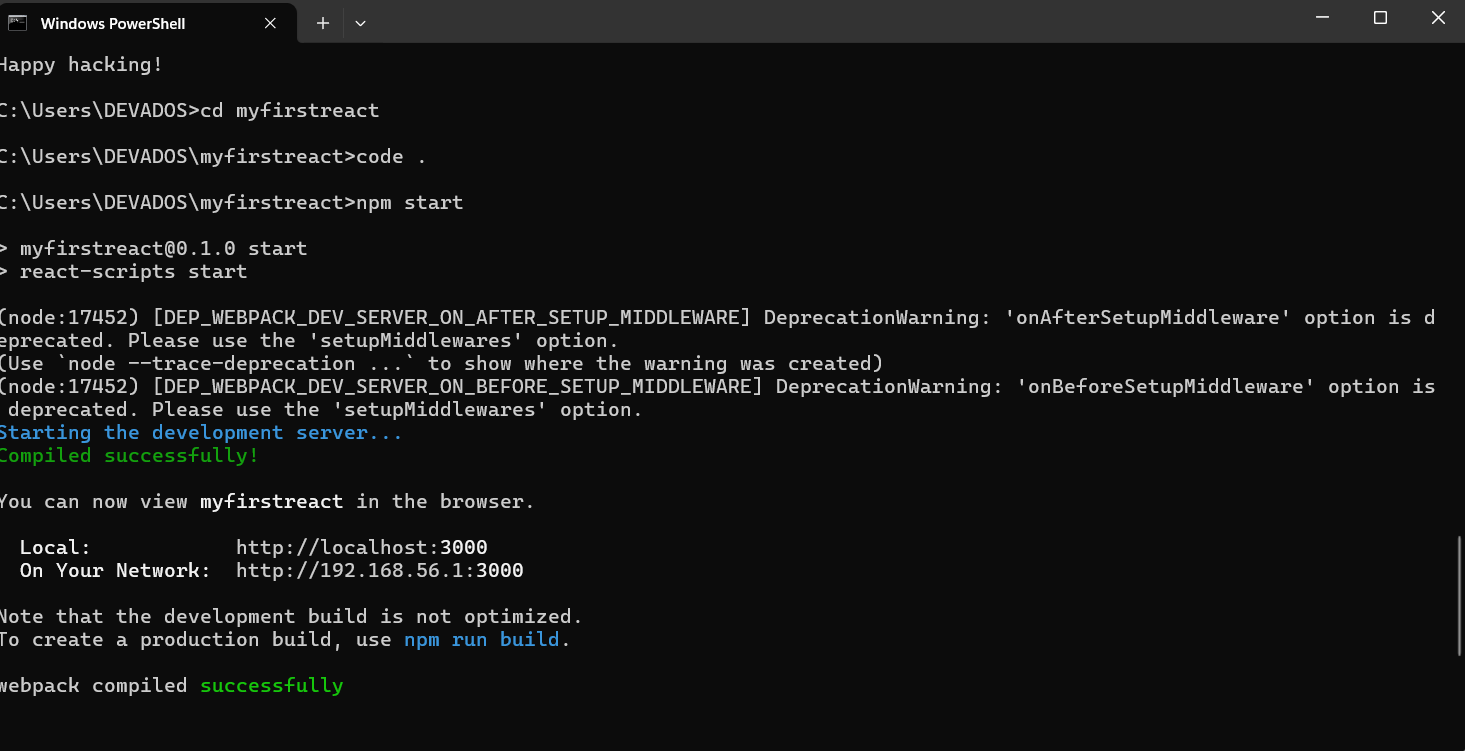 Windows PowerShell
Happy hacking!
C:\Users\DEVADOS>cd myfirstreact
C:\Users\DEVADOS\myfirstreact>code .
C:\Users\DEVADOS\myfirstreact>npm start
> myfirstreact@0.1.0 start
> react-scripts start
(node:17452) [DEP_WEBPACK_DEV_SERVER_ON_AFTER_SETUP_MIDDLEWARE] DeprecationWarning: 'onAfterSetupMiddleware' option is d
eprecated. Please use the 'setupMiddlewares' option.
(Use `node --trace-deprecation ...` to show where the warning was created)
(node:17452) [DEP_WEBPACK_DEV_SERVER_ON_BEFORE_SETUP_MIDDLEWARE] DeprecationWarning: 'onBeforeSetupMiddleware' option is
 deprecated. Please use the 'setupMiddlewares' option.
Starting the development server...
Compiled successfully!
You can now view myfirstreact in the browser.
  Local:            http://localhost:3000
  On Your Network:  http://192.168.56.1:3000
Note that the development build is not optimized.
To create a production build, use npm run build.
webpack compiled successfully